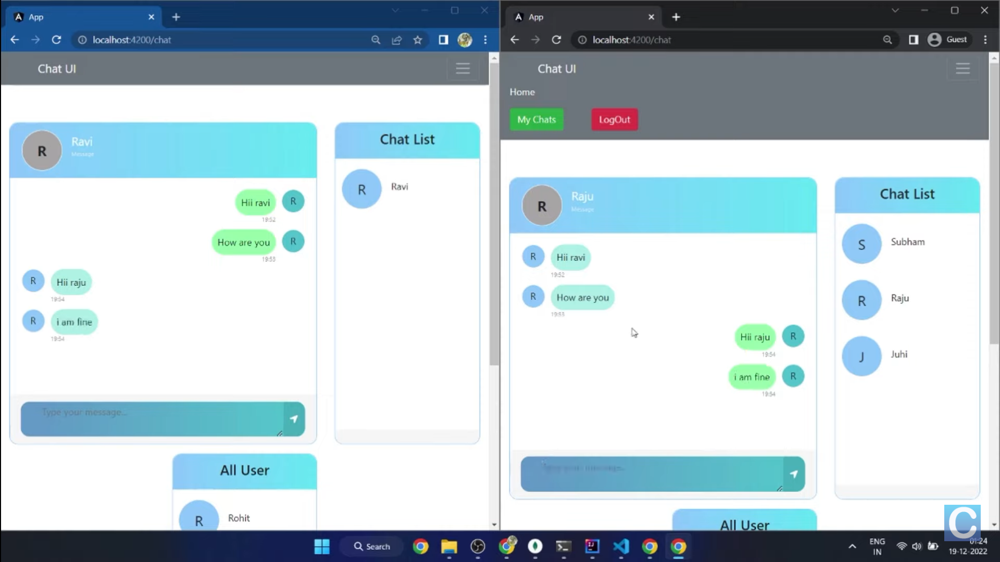 App
localhost:4200/chat
Chat UI
R
Ravi
Message
Chat List
R
Ravi
Hii ravi
R
19:52
How are you
R
19:53
R
Hii raju
19:54
R
i am fine
19:54
Type your message...
All User
R
Rohit
App
localhost:4200/chat
Guest
Chat UI
Home
My Chats
LogOut
R
Raju
Message
Chat List
S
Subham
R
Raju
J
Juhi
R
Hii ravi
19:52
R
How are you
19:53
Hii raju
R
19:54
i am fine
R
19:54
Type your message...
All User
C
Search
ENG
IN
01:24
19-12-2022